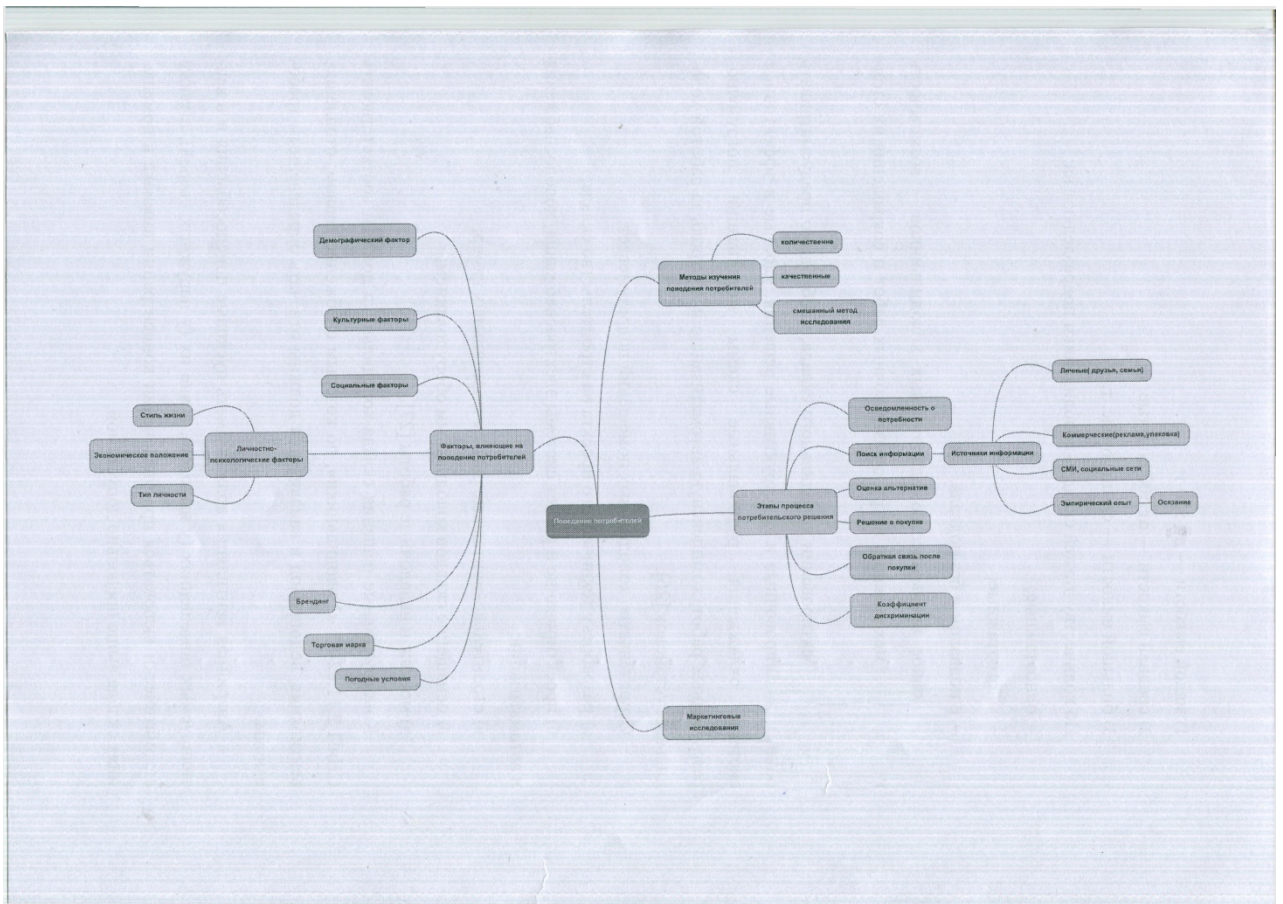 Демографический фактор
Культурные факторы
Социальные факторы
Стиль жизни
Экономическое положение
Тип личности
Личностно-
психологические факторы
Факторы, влияющие на
поведение потребителей
Брендинг
Торговая марка
Погодные условия
Поведение потребителей
Методы изучения
поведения потребителей
количественна
качественные
смешанный метод
исследования
Этапы процесса
потребительского решения
Осведомленность о
потребности
Поиск информации
Оценка альтернатив
Решение о покупке
Обратная связь после
покупки
Коэффициент
дискриминации
Источники информации
Личные( друзья, семья)
Коммерческие(реклама,упаковка)
СМИ, социальные сети
Эмпирический опыт
Осязание
Маркетинговые
исследования